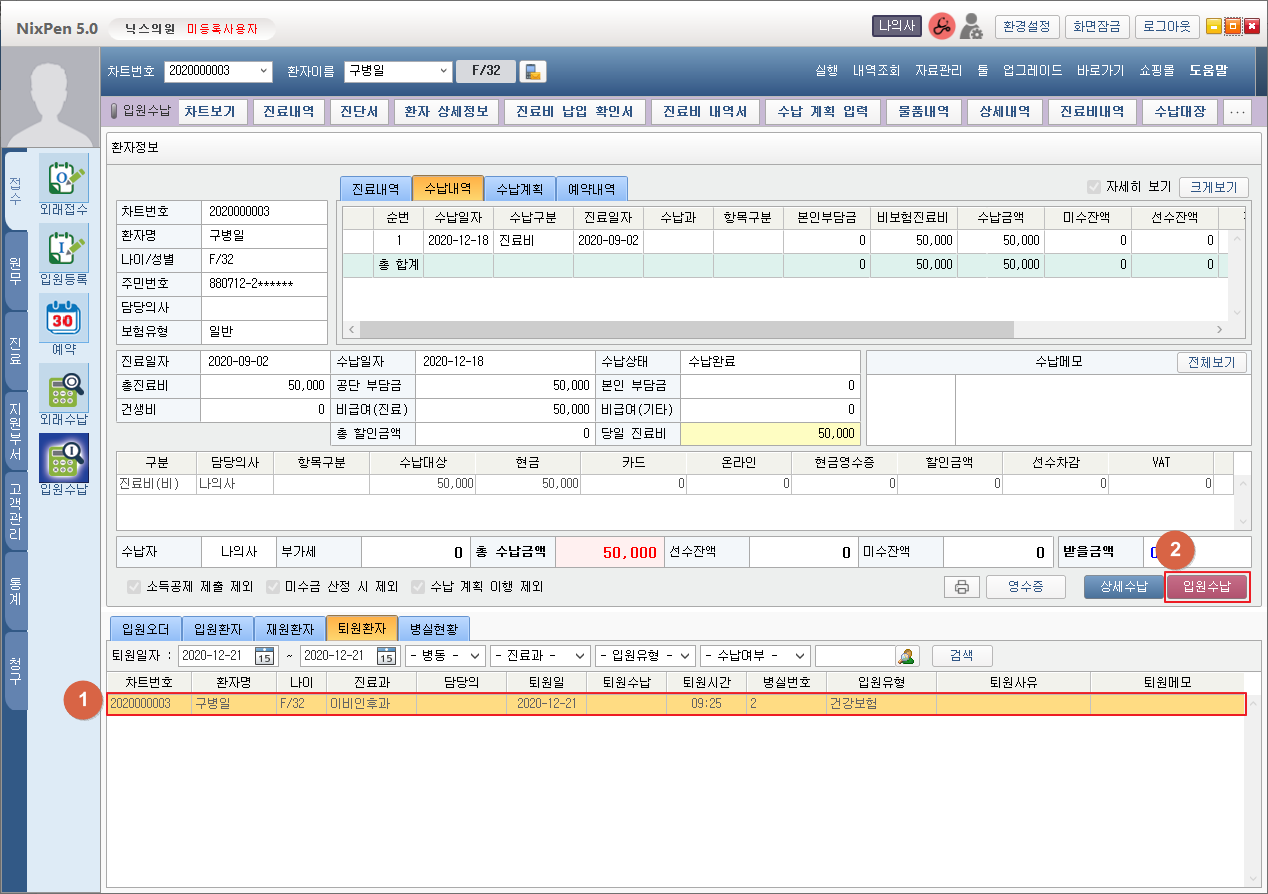 NixPen 5.0 닉스의원 미등록사용자 나의사 환경설정 화면잠금 로그아웃
차트번호 2020000003 환자이름 구병일 F/32 실행 내역조회 자료관리 툴 업그레이드 바로가기 쇼핑몰 도움말
입원수납 차트보기 진료내역 진단서 환자 상세정보 진료비 납입 확인서 진료비 내역서 수납 계획 입력 물품내역 상세내역 진료비내역 수납대장 ...
접수
원무
진료
지원부서
고객관리
통계
청구
외래접수
입원등록
30
예약
외래수납
입원수납
환자정보
진료내역 수납내역 수납계획 예약내역 자세히 보기 크게보기
차트번호 2020000003
환자명 구병일
나이/성별 F/32
주민번호 880712-2******
담당의사
보험유형 일반
순번 수납일자 수납구분 진료일자 수납과 항목구분 본인부담금 비보험진료비 수납금액 미수잔액 선수잔액
1 2020-12-18 진료비 2020-09-02 0 50,000 50,000 0 0
총 합계 0 50,000 50,000 0 0
진료일자 2020-09-02 수납일자 2020-12-18 수납상태 수납완료 수납메모 전체보기
총진료비 50,000 공단 부담금 50,000 본인 부담금 0
건생비 0 비급여(진료) 50,000 비급여(기타) 0
총 할인금액 0 당일 진료비 50,000
구분 담당의사 항목구분 수납대상 현금 카드 온라인 현금영수증 할인금액 선수차감 VAT
진료비(비) 나의사 50,000 50,000 0 0 0 0 0 0
수납자 나의사 부가세 0 총 수납금액 50,000 선수잔액 0 미수잔액 0 받을금액 0 2
소득공제 제출 제외 미수금 산정 시 제외 수납 계획 이행 제외 영수증 상세수납 입원수납
입원오더 입원환자 재원환자 퇴원환자 병실현황
퇴원일자 : 2020-12-21 15 ~ 2020-12-21 15 - 병동 - - 진료과 - - 입원유형 - - 수납여부 - 검색
차트번호 환자명 나이 진료과 담당의 퇴원일 퇴원수납 퇴원시간 병실번호 입원유형 퇴원사유 퇴원메모
1 2020000003 구병일 F/32 이비인후과 2020-12-21 09:25 2 건강보험